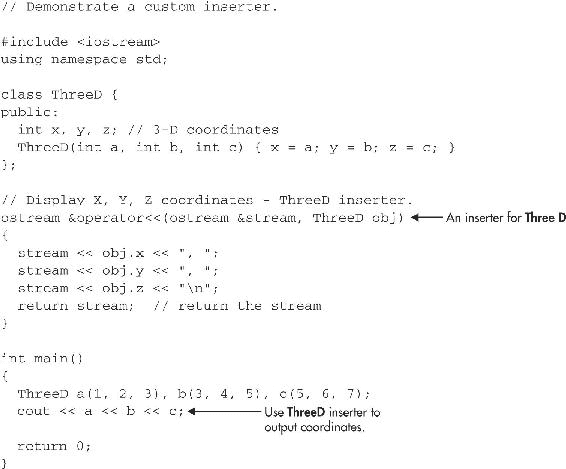 // Demonstrate a custom inserter.
#include <iostream>
using namespace std;
class ThreeD {
public:
int x, y, z; // 3-D coordinates
ThreeD(int a, int b, int c) { x = a; y = b; z = c; }
};
// Display X, Y, Z coordinates - ThreeD inserter.
ostream &operator<<(ostream &stream, ThreeD obj)
An inserter for Three D
{
stream << obj.x << ", ";
stream << obj.y << ", ";
stream << obj.z << "\n";
return stream; // return the stream
}
int main()
{
ThreeD a(1, 2, 3), b(3, 4, 5), c(5, 6, 7);
cout << a << b << c;
Use ThreeD inserter to
output coordinates.
return 0;
}